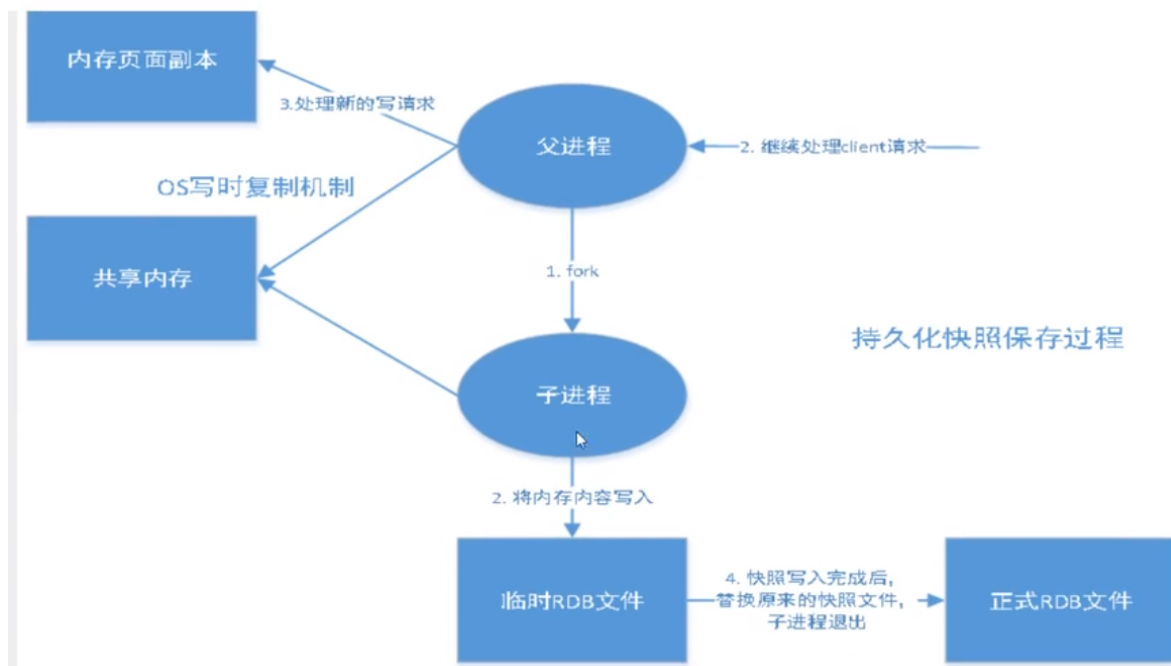 内存页面副本
3.处理新的写请求
父进程
2. 继续处理client请求
OS写时复制机制
共享内存
1. fork
持久化快照保存过程
子进程
2. 将内存内容写入
临时RDB文件
4. 快照写入完成后,
替换原来的快照文件,
子进程退出
正式RDB文件